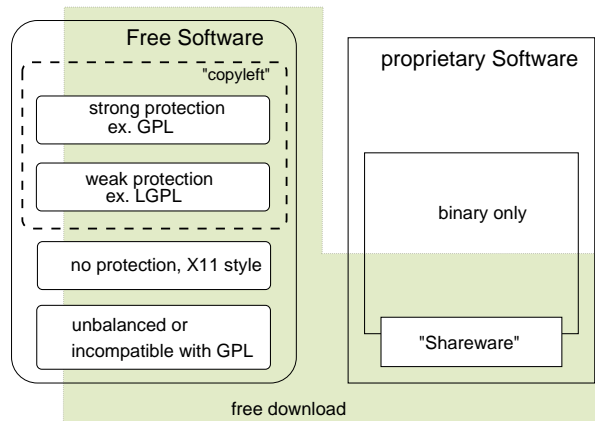 Free Software
"copyleft"
strong protection
ex. GPL
weak protection
ex. LGPL
no protection, X11 style
unbalanced or
incompatible with GPL
proprietary Software
binary only
"Shareware"
free download